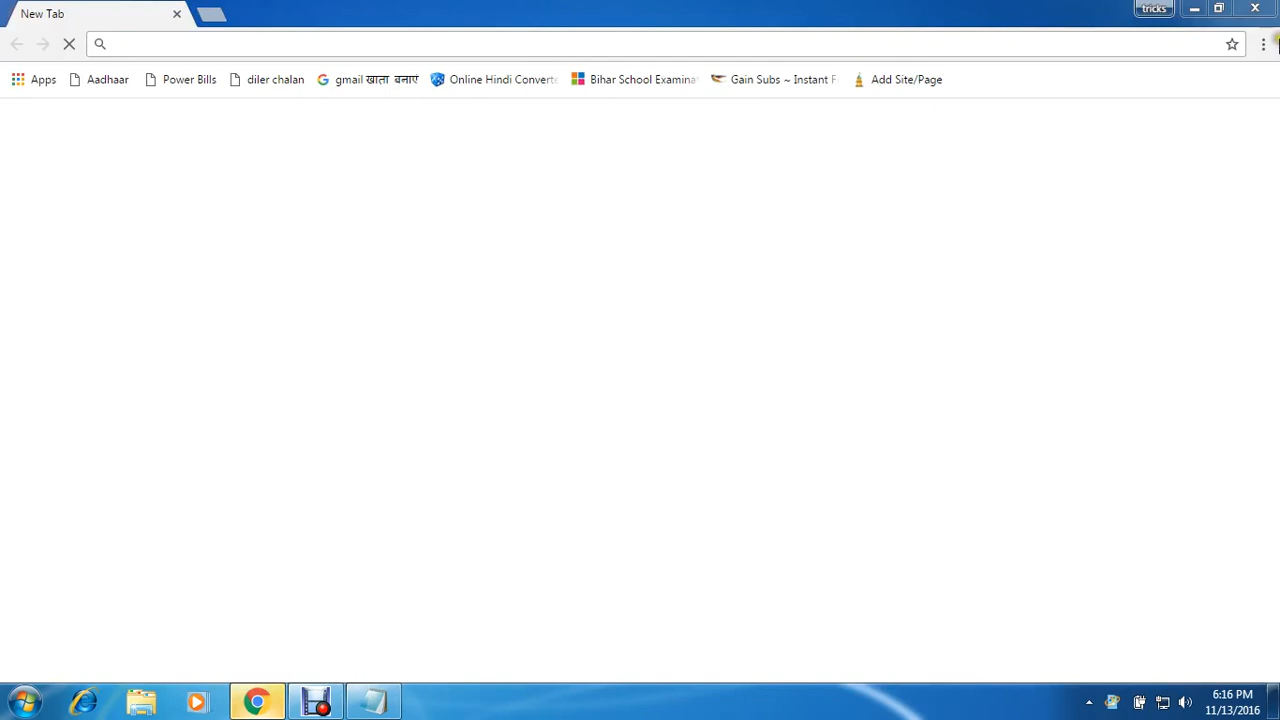 New Tab
tricks
Apps Aadhaar Power Bills diler chalan gmail खाता बनाएं Online Hindi Converte Bihar School Examina Gain Subs ~ Instant F Add Site/Page
6:16 PM
11/13/2016